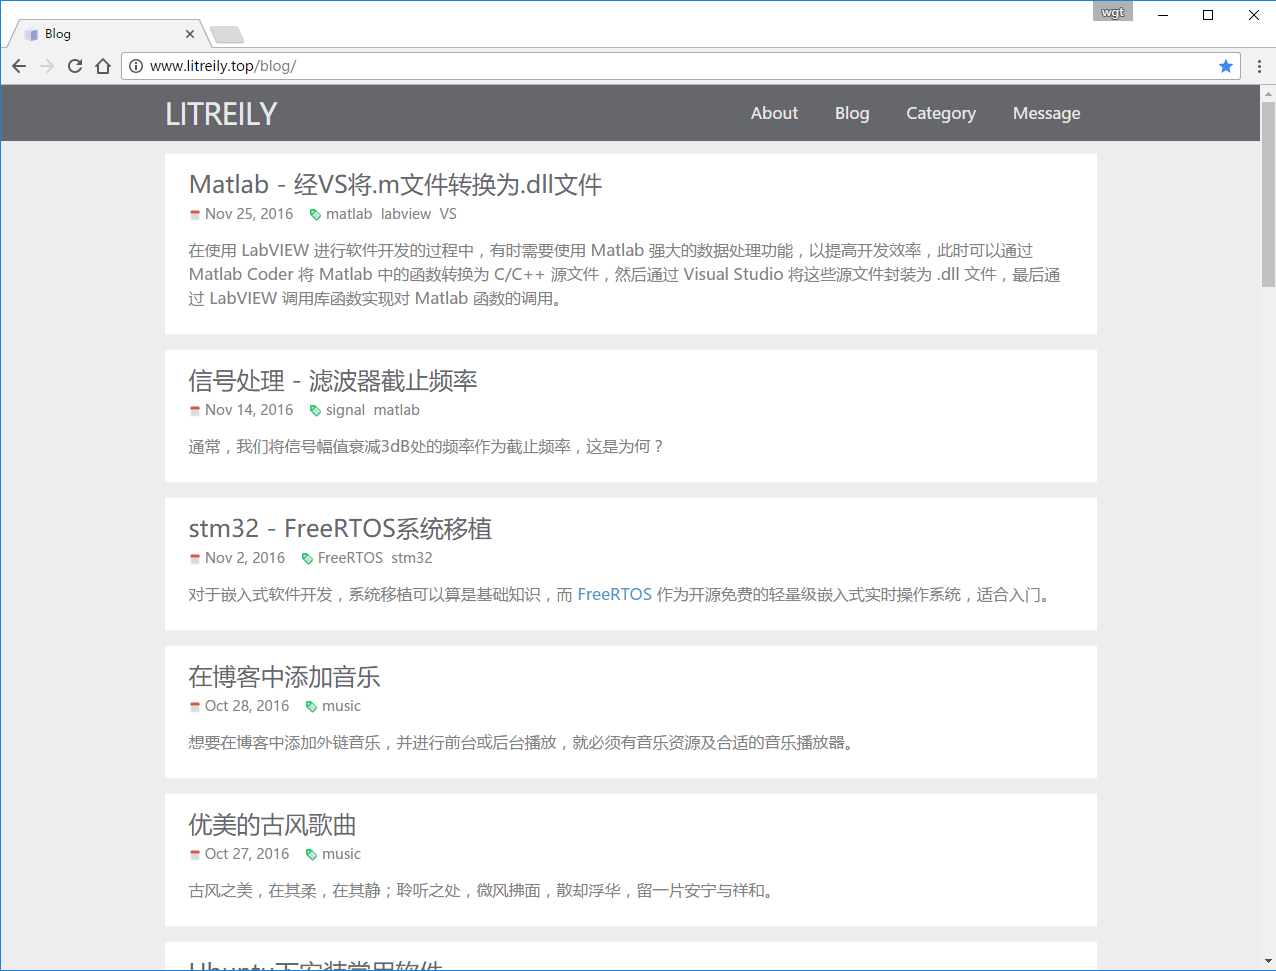 wgt
Blog
www.litreily.top/blog/
LITREILY
About Blog Category Message
Matlab - 经VS将.m文件转换为.dll文件
Nov 25, 2016 matlab labview VS
在使用 LabVIEW 进行软件开发的过程中，有时需要使用 Matlab 强大的数据处理功能，以提高开发效率，此时可以通过
Matlab Coder 将 Matlab 中的函数转换为 C/C++ 源文件，然后通过 Visual Studio 将这些源文件封装为 .dll 文件，最后通
过 LabVIEW 调用库函数实现对 Matlab 函数的调用。
信号处理 - 滤波器截止频率
Nov 14, 2016 signal matlab
通常，我们将信号幅值衰减3dB处的频率作为截止频率，这是为何？
stm32 - FreeRTOS系统移植
Nov 2, 2016 FreeRTOS stm32
对于嵌入式软件开发，系统移植可以算是基础知识，而 FreeRTOS 作为开源免费的轻量级嵌入式实时操作系统，适合入门。
在博客中添加音乐
Oct 28, 2016 music
想要在博客中添加外链音乐，并进行前台或后台播放，就必须有音乐资源及合适的音乐播放器。
优美的古风歌曲
Oct 27, 2016 music
古风之美，在其柔，在其静；聆听之处，微风拂面，散却浮华，留一片安宁与祥和。
Ubuntu下安装常用软件